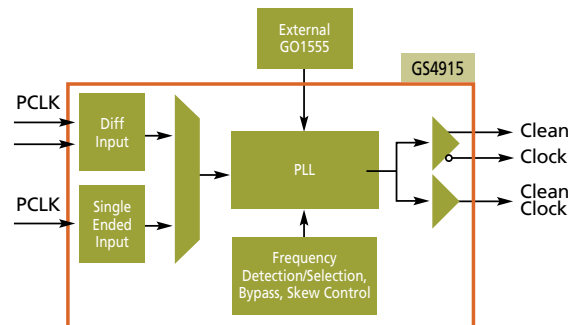 External
GO1555
GS4915
PCLK
Diff
Input
Clean
Clock
PLL
PCLK
Single
Ended
Input
Clean
Clock
Frequency
Detection/Selection,
Bypass, Skew Control